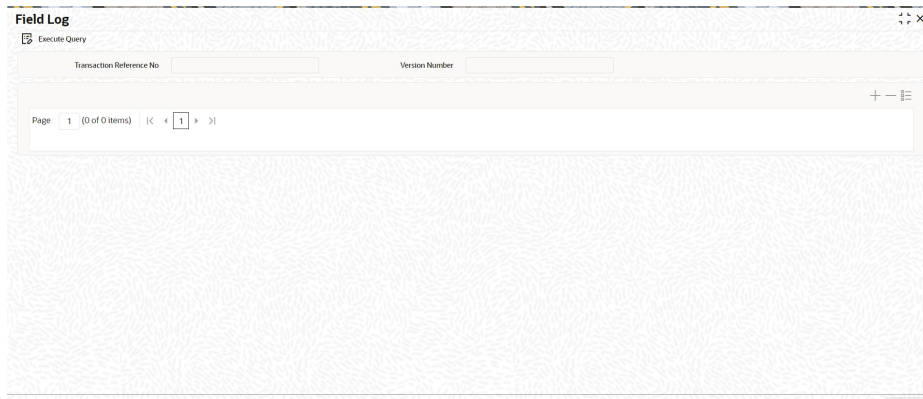 Field Log
Execute Query
Transaction Reference No
Version Number
Page 1 (0 of 0 items) 1